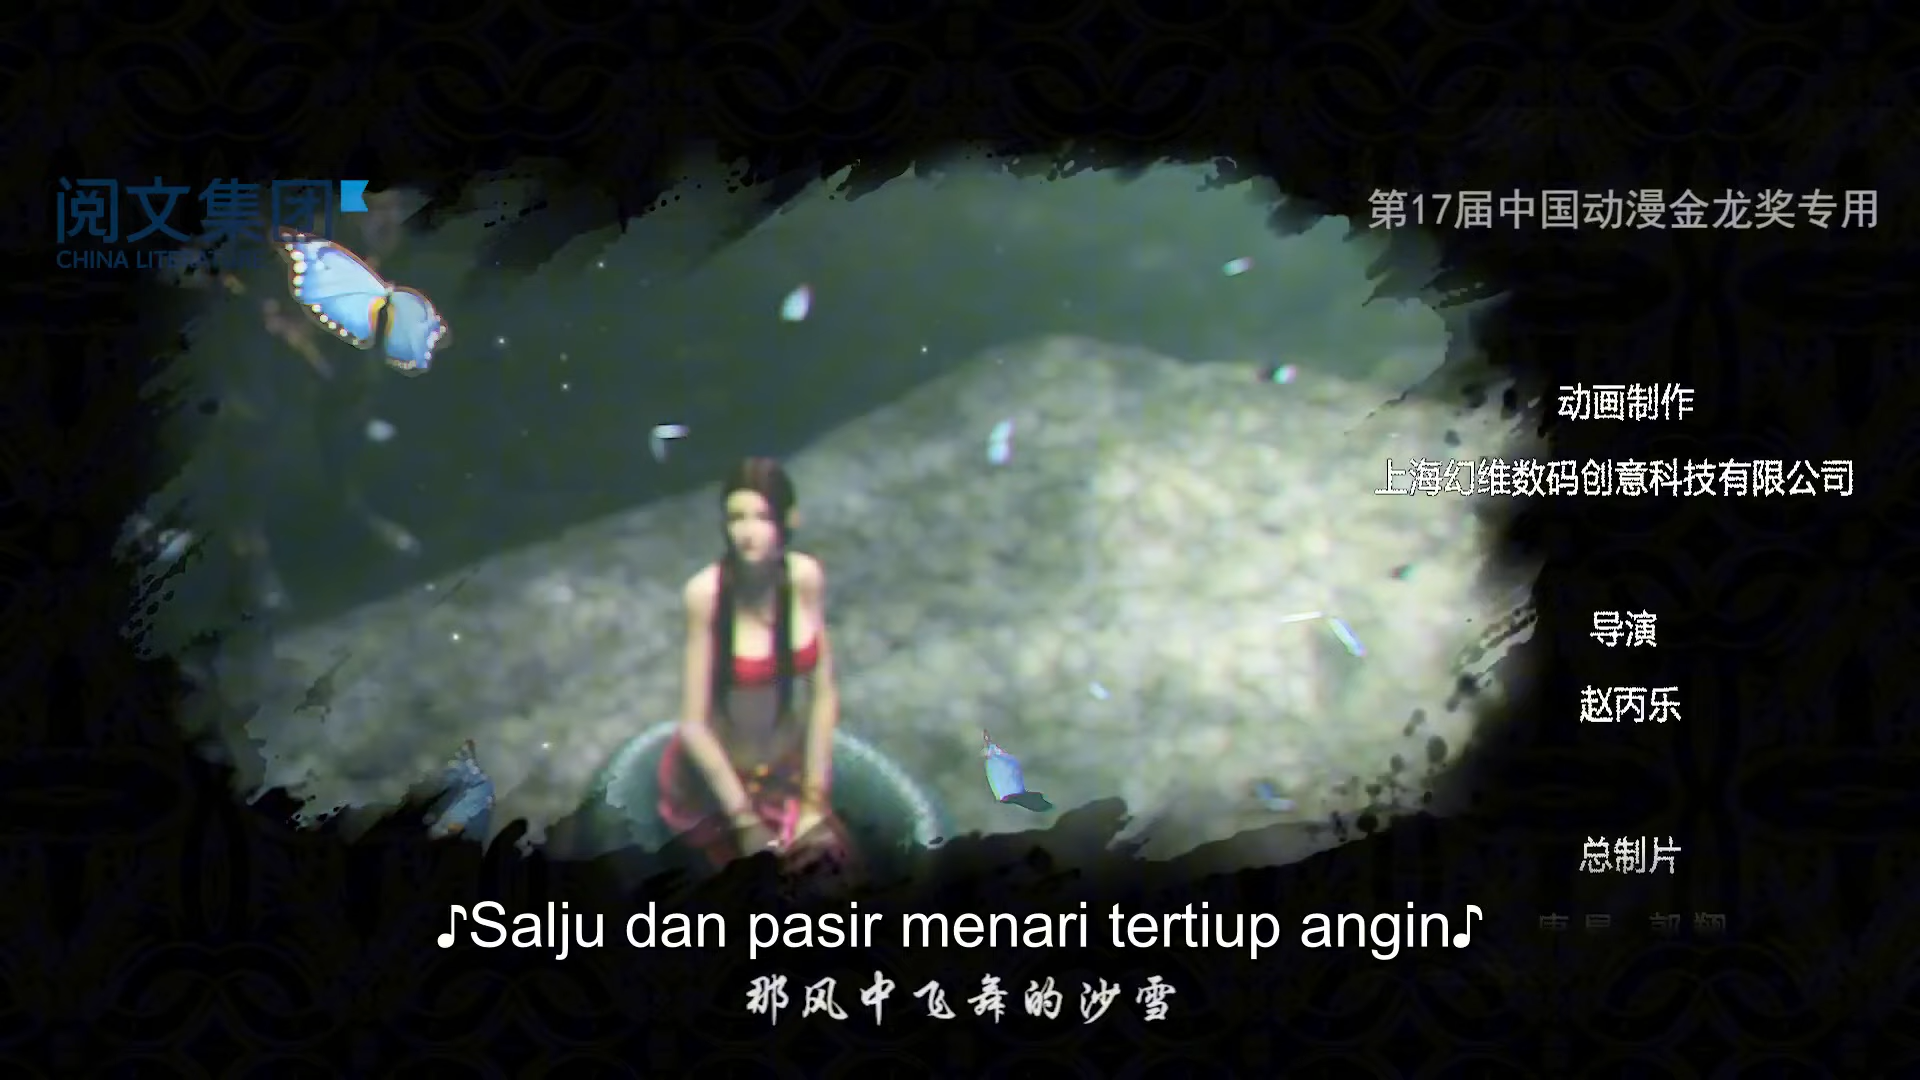 阅文集团
CHINA LITERATURE
第17届中国动漫金龙奖专用
动画制作
上海幻维数码创意科技有限公司
导演
赵丙乐
总制片
♪Salju dan pasir menari tertiup angin♪
那风中飞舞的沙雪